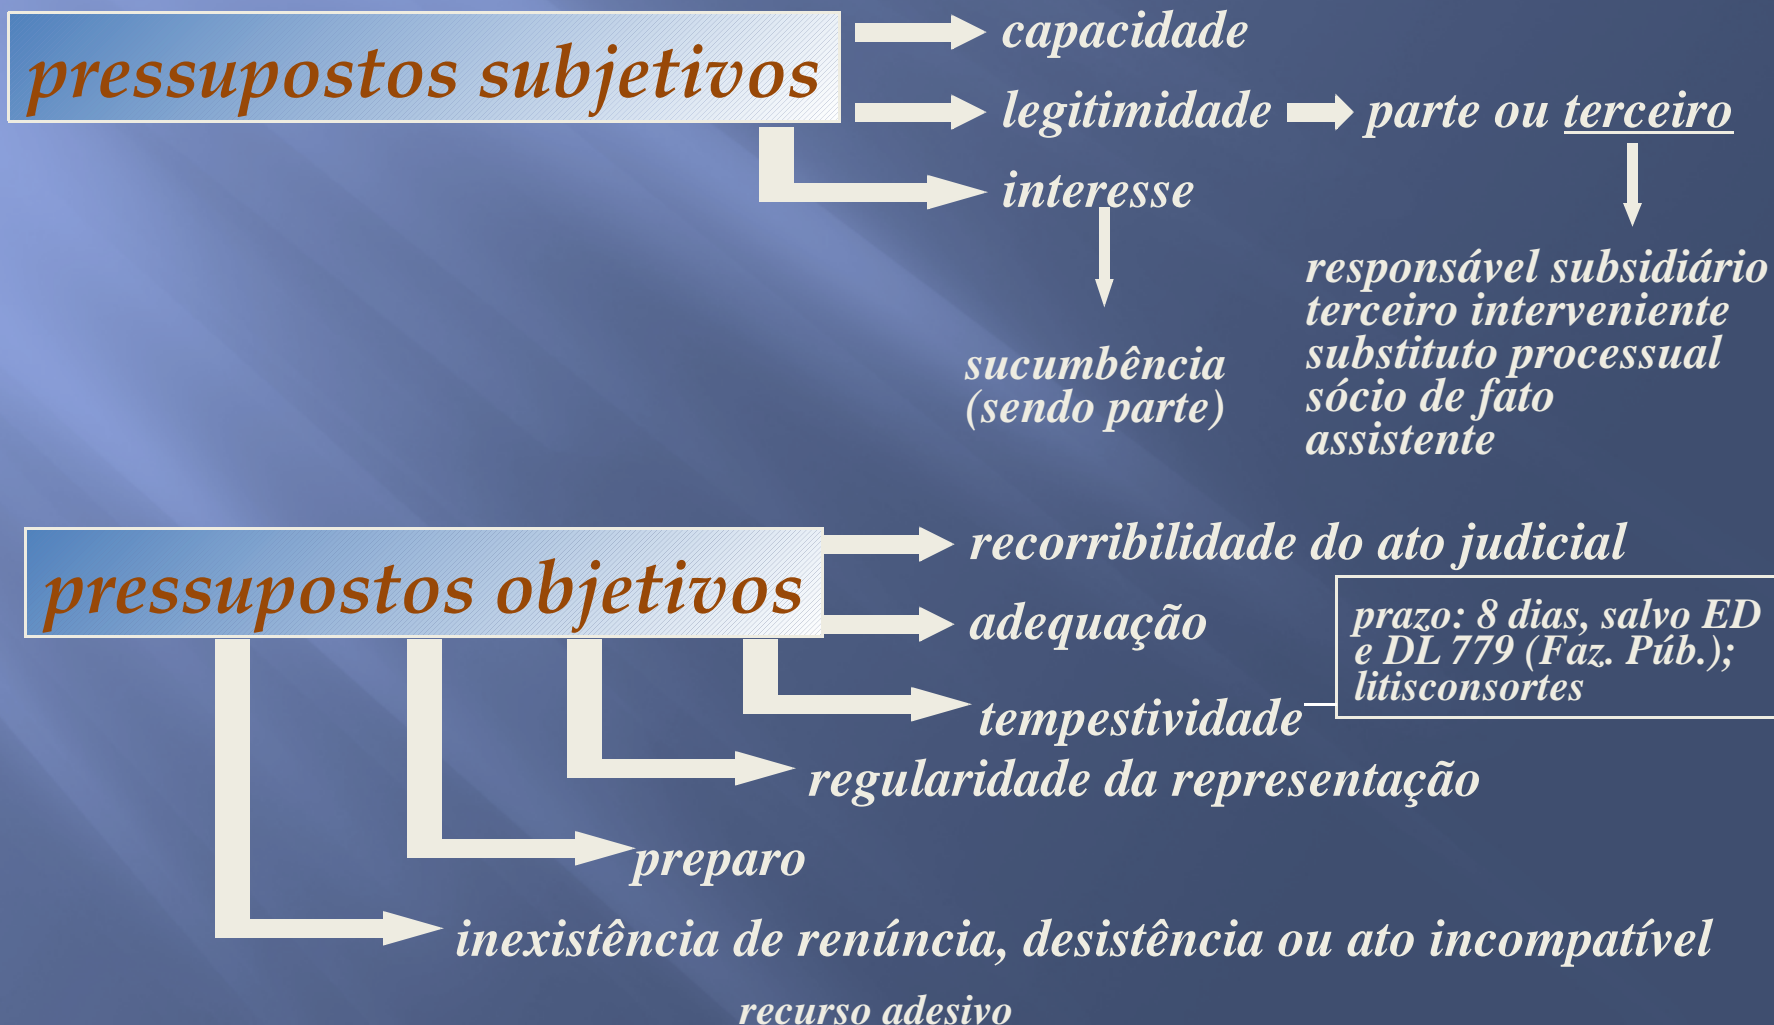 pressupostos subjetivos
capacidade
legitimidade
parte ou terceiro
interesse
sucumbência
(sendo parte)
responsável subsidiário
terceiro interveniente
substituto processual
sócio de fato
assistente
pressupostos objetivos
recorribilidade do ato judicial
adequação
tempestividade
prazo: 8 dias, salvo ED
e DL 779 (Faz. Púb.);
litisconsortes
regularidade da representação
preparo
inexistência de renúncia, desistência ou ato incompatível
recurso adesivo